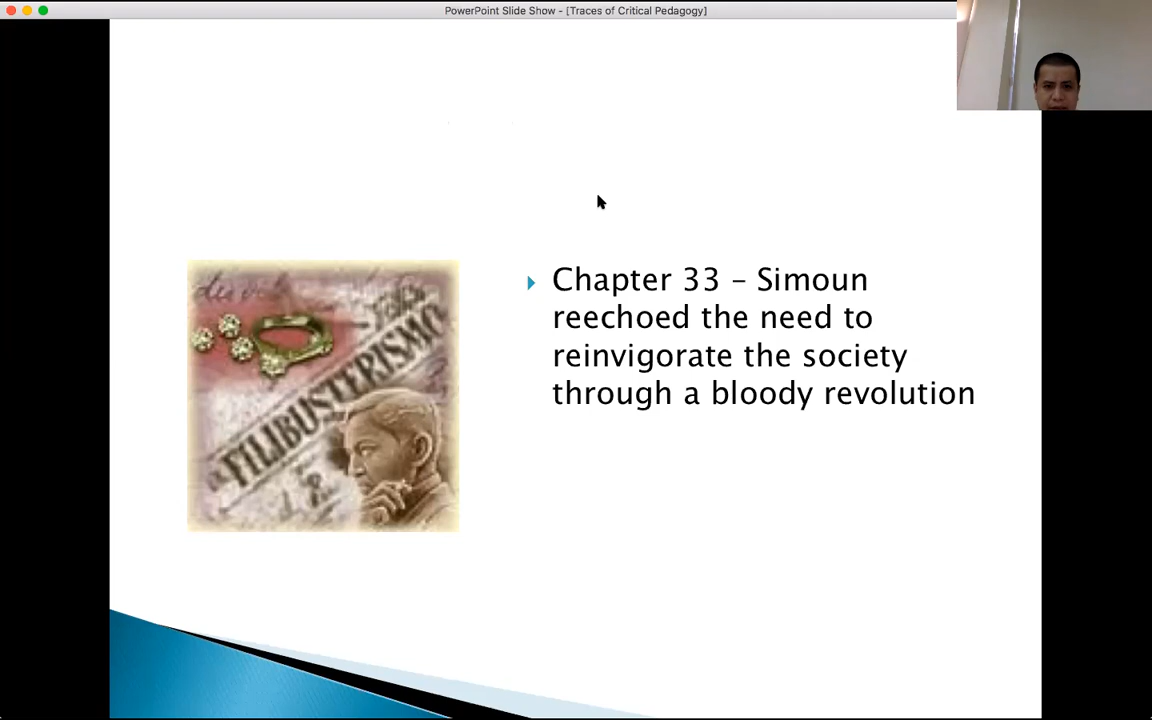 PowerPoint Slide Show - [Traces of Critical Pedagogy]
Chapter 33 – Simoun
reechoed the need to
reinvigorate the society
through a bloody revolution
FILIBUSTERISMO